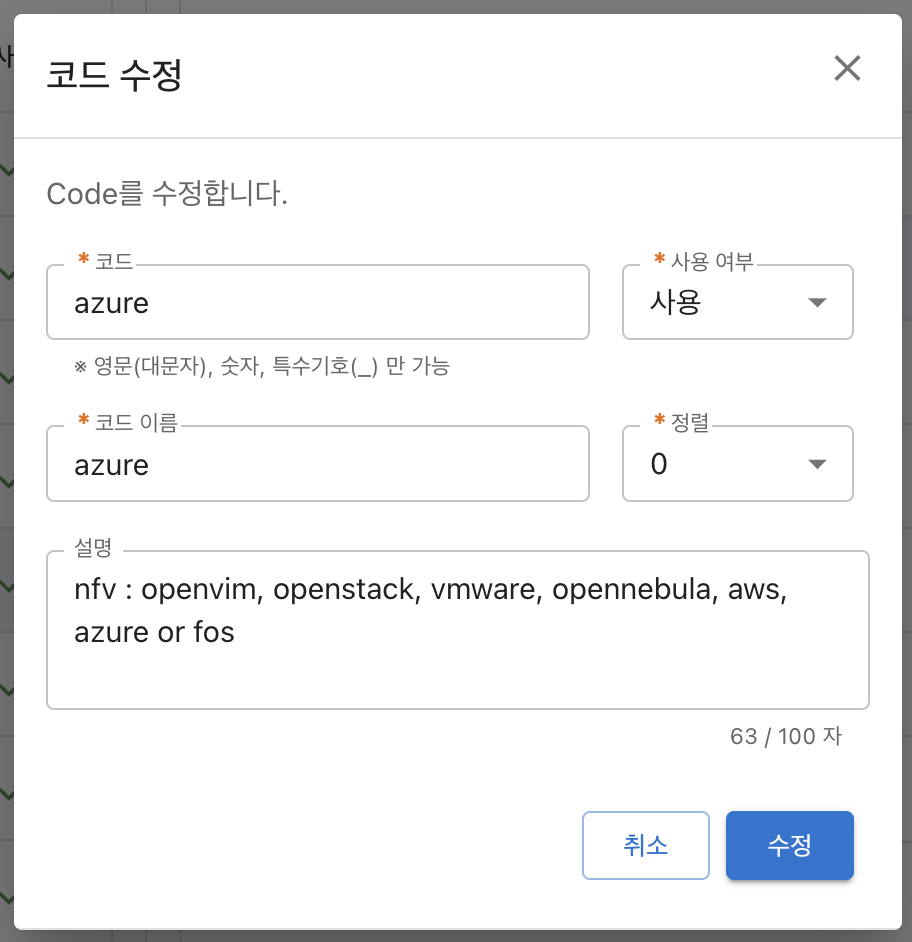 사
코드 수정
Code를 수정합니다.
* 코드
azure
* 사용 여부
사용
※ 영문(대문자), 숫자, 특수기호(_) 만 가능
* 코드 이름
azure
* 정렬
0
설명
nfv : openvim, openstack, vmware, opennebula, aws,
azure or fos
63 / 100 자
취소
수정